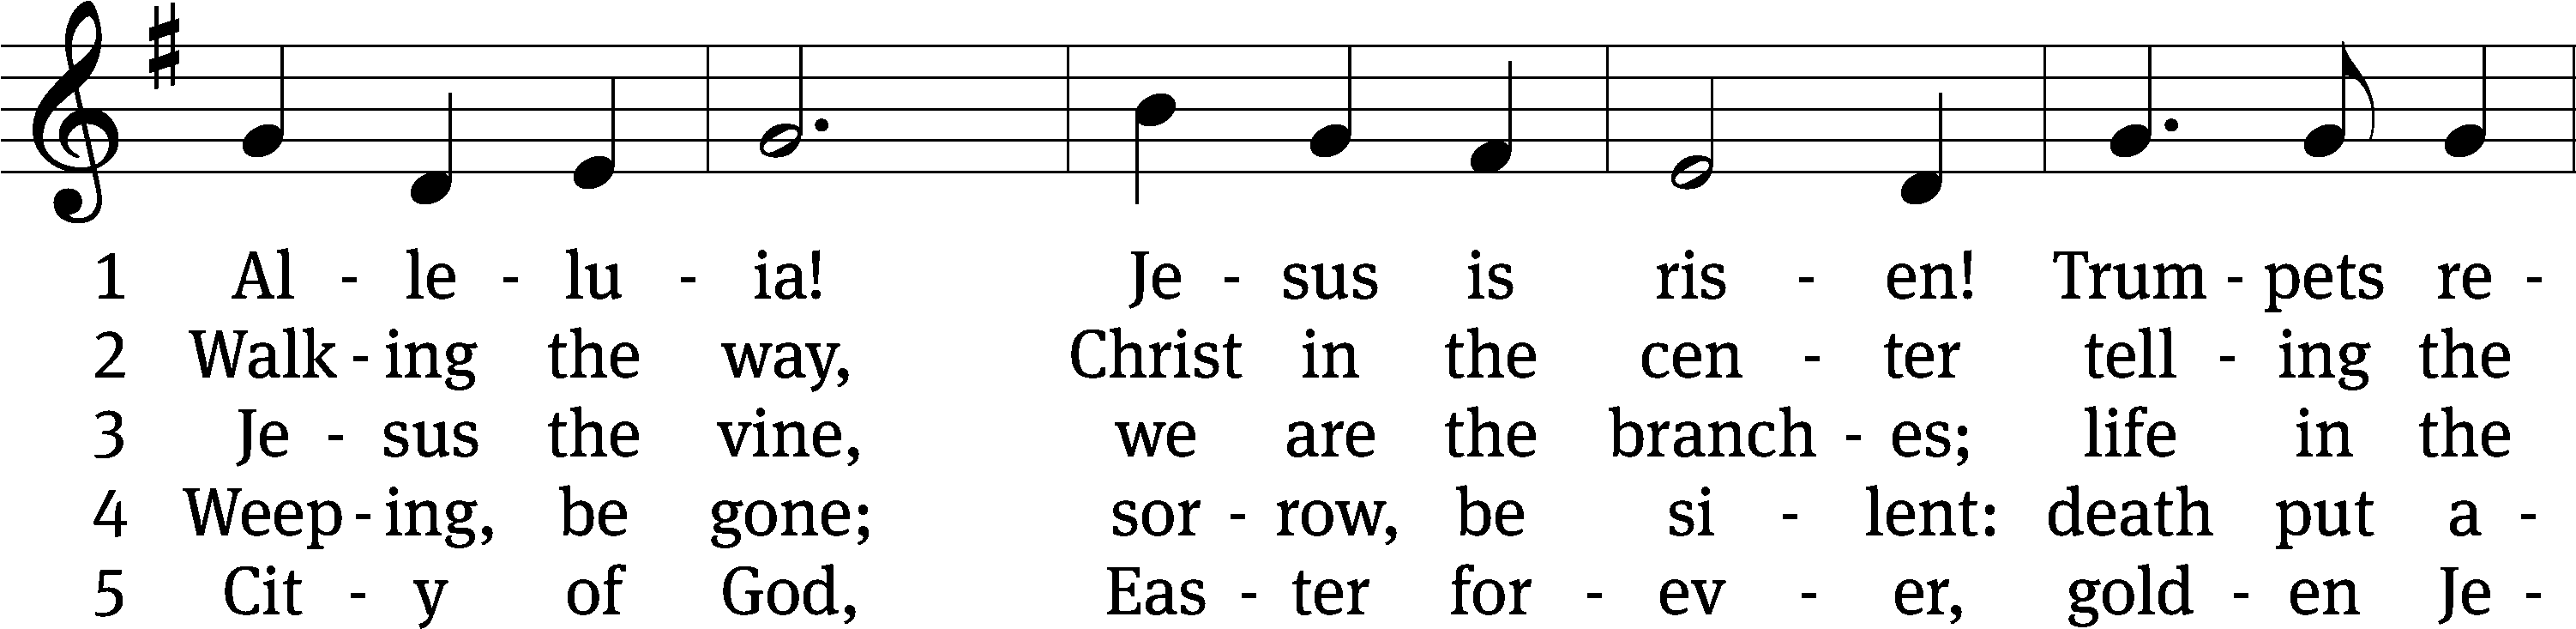 1 Al - le - lu - ia! Je - sus is ris - en! Trum - pets re -
2 Walk - ing the way, Christ in the cen - ter tell - ing the
3 Je - sus the vine, we are the branch - es; life in the
4 Weep - ing, be gone; sor - row, be si - lent: death put a -
5 Cit - y of God, Eas - ter for - ev - er, gold - en Je -